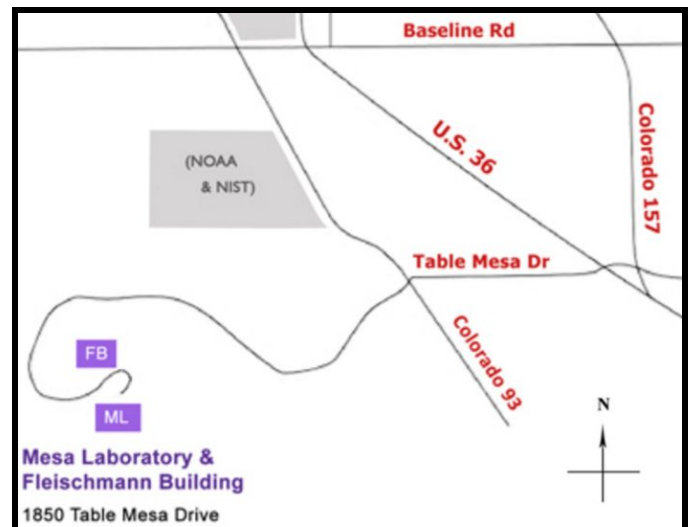 Baseline Rd
U.S. 36
Colorado 157
(NOAA
& NIST)
Table Mesa Dr
Colorado 93
FB
ML
N
Mesa Laboratory &
Fleischmann Building
1850 Table Mesa Drive